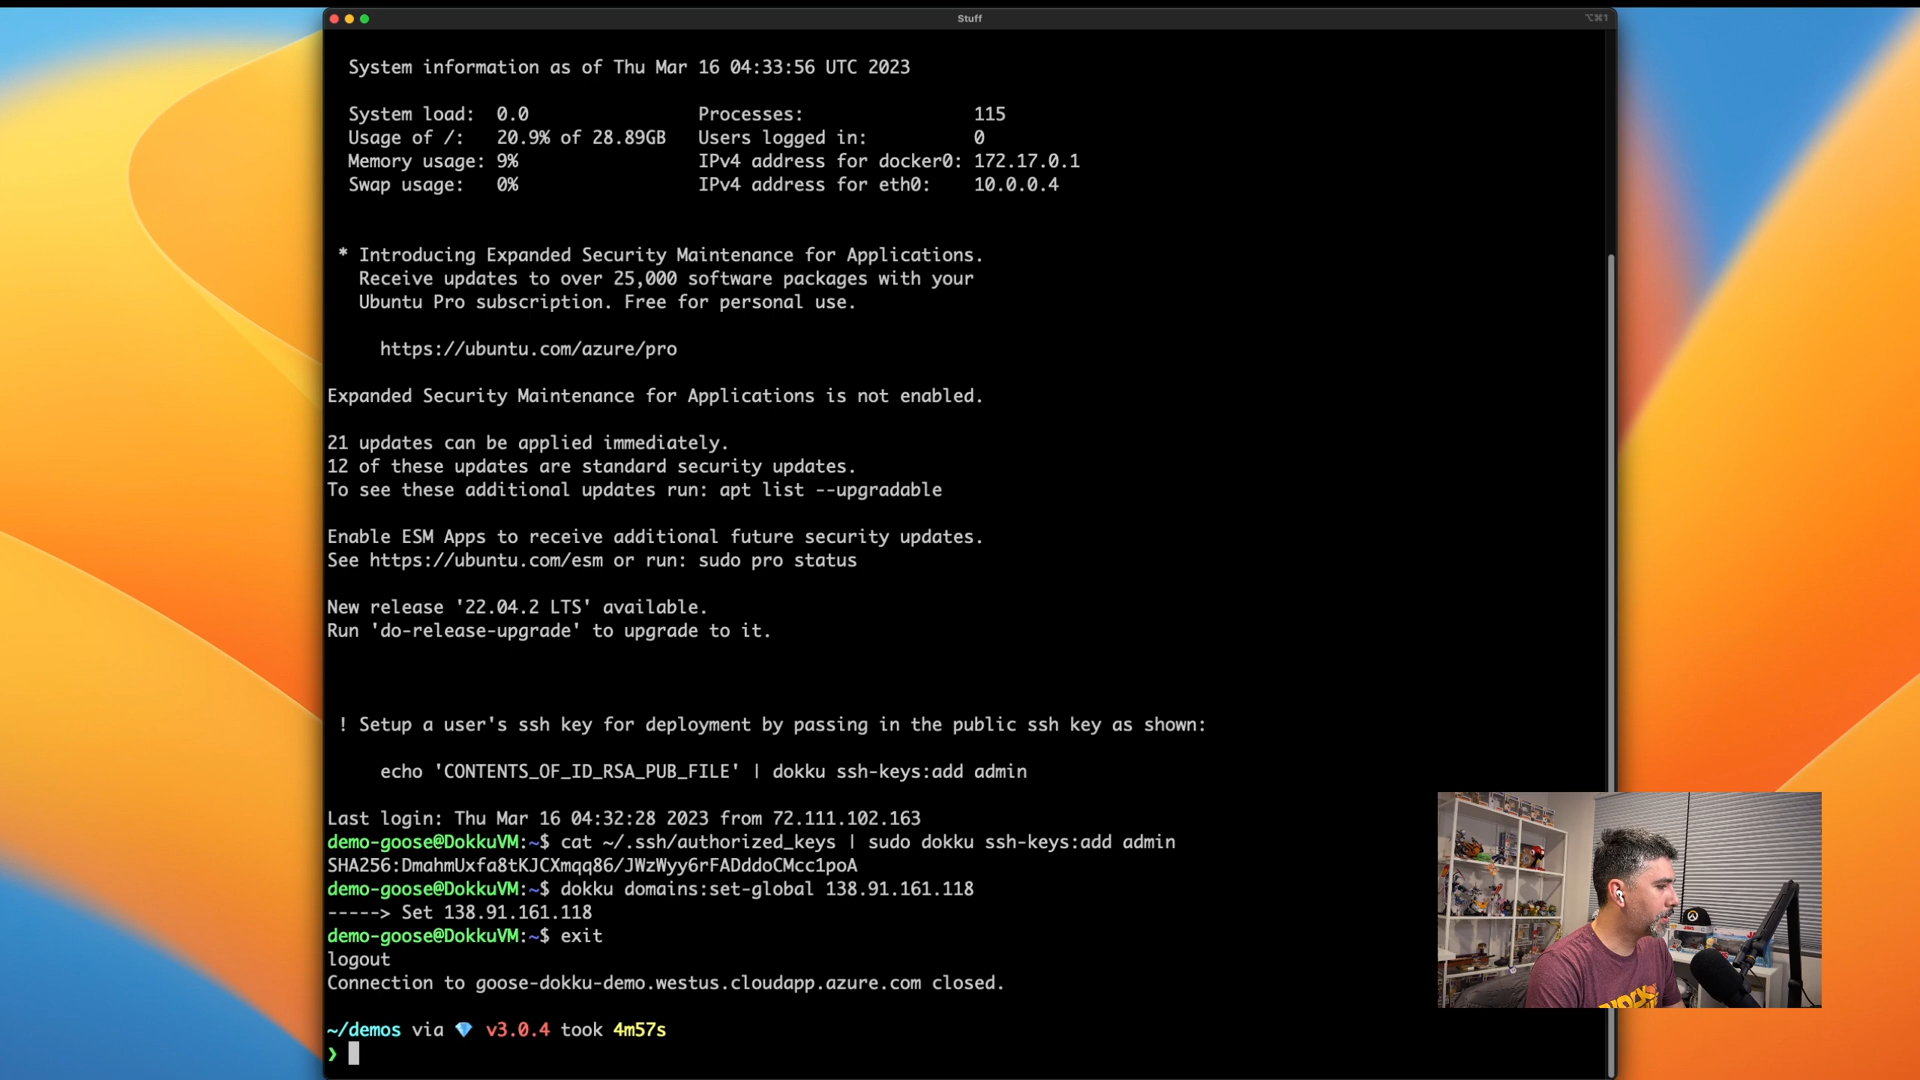 Stuff
⌥⌘1
System information as of Thu Mar 16 04:33:56 UTC 2023
System load: 0.0 Processes: 115
Usage of /: 20.9% of 28.89GB Users logged in: 0
Memory usage: 9% IPv4 address for docker0: 172.17.0.1
Swap usage: 0% IPv4 address for eth0: 10.0.0.4
* Introducing Expanded Security Maintenance for Applications.
Receive updates to over 25,000 software packages with your
Ubuntu Pro subscription. Free for personal use.
https://ubuntu.com/azure/pro
Expanded Security Maintenance for Applications is not enabled.
21 updates can be applied immediately.
12 of these updates are standard security updates.
To see these additional updates run: apt list --upgradable
Enable ESM Apps to receive additional future security updates.
See https://ubuntu.com/esm or run: sudo pro status
New release '22.04.2 LTS' available.
Run 'do-release-upgrade' to upgrade to it.
! Setup a user's ssh key for deployment by passing in the public ssh key as shown:
echo 'CONTENTS_OF_ID_RSA_PUB_FILE' | dokku ssh-keys:add admin
Last login: Thu Mar 16 04:32:28 2023 from 72.111.102.163
demo-goose@DokkuVM:~$ cat ~/.ssh/authorized_keys | sudo dokku ssh-keys:add admin
SHA256:DmahmUxfa8tKJCXmqq86/JWzWyy6rFADddoCMcc1poA
demo-goose@DokkuVM:~$ dokku domains:set-global 138.91.161.118
-----> Set 138.91.161.118
demo-goose@DokkuVM:~$ exit
logout
Connection to goose-dokku-demo.westus.cloudapp.azure.com closed.
~/demos via 💎 v3.0.4 took 4m57s
❯